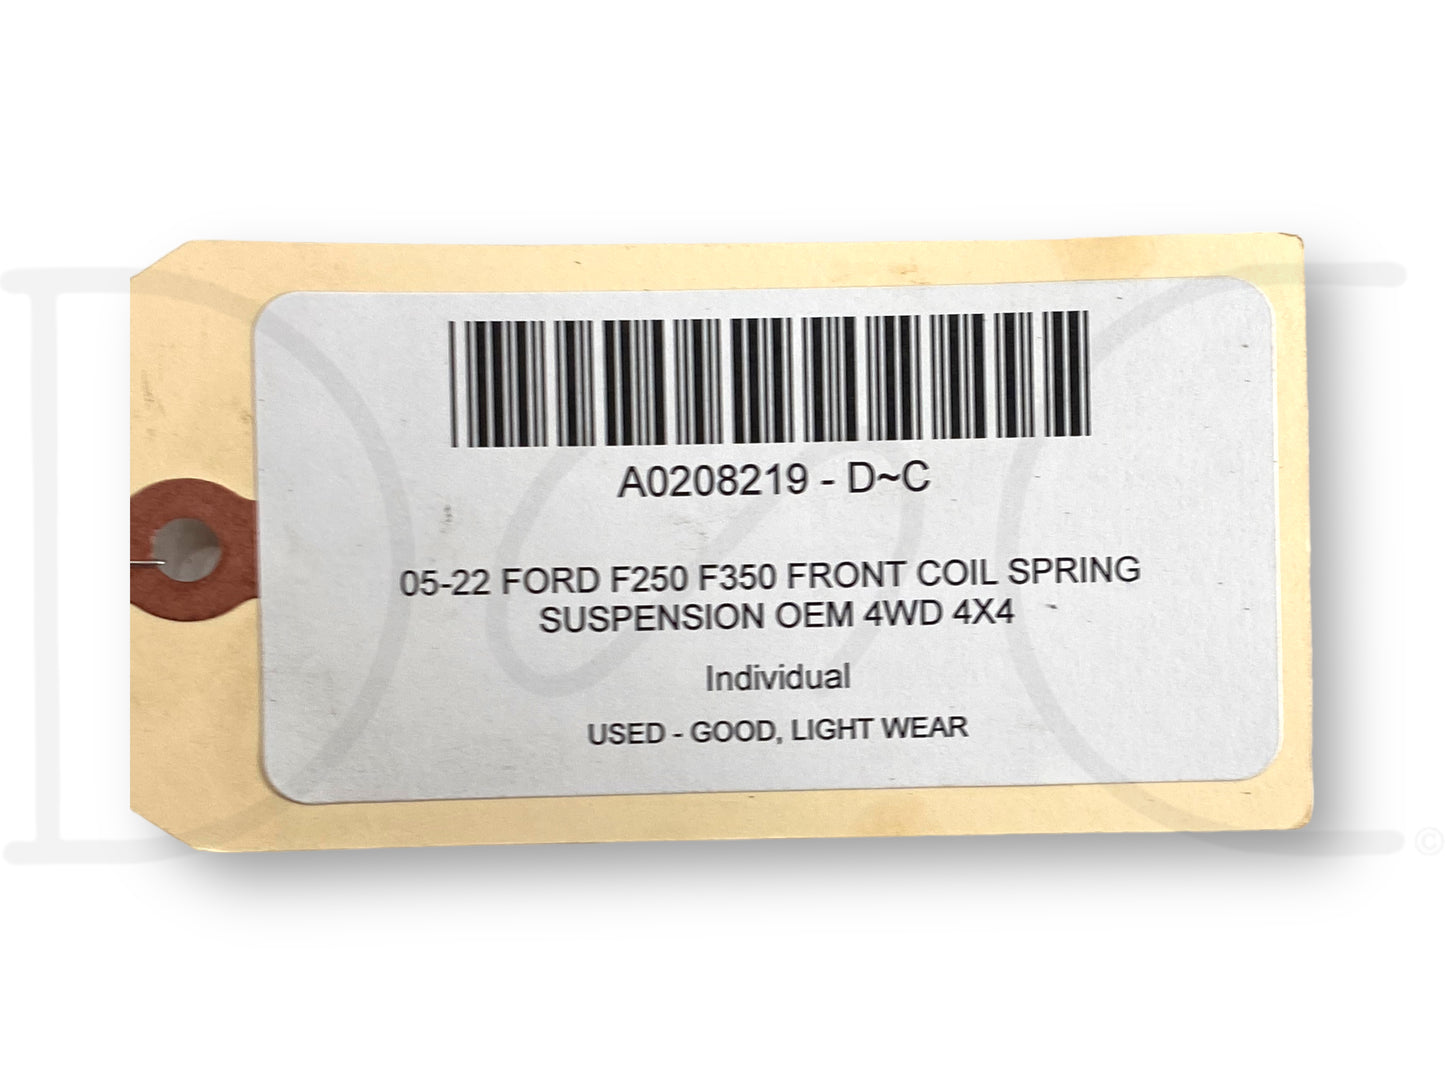 A0208219 - D~C
05-22 FORD F250 F350 FRONT COIL SPRING
SUSPENSION OEM 4WD 4X4
Individual
USED - GOOD, LIGHT WEAR
D C
©